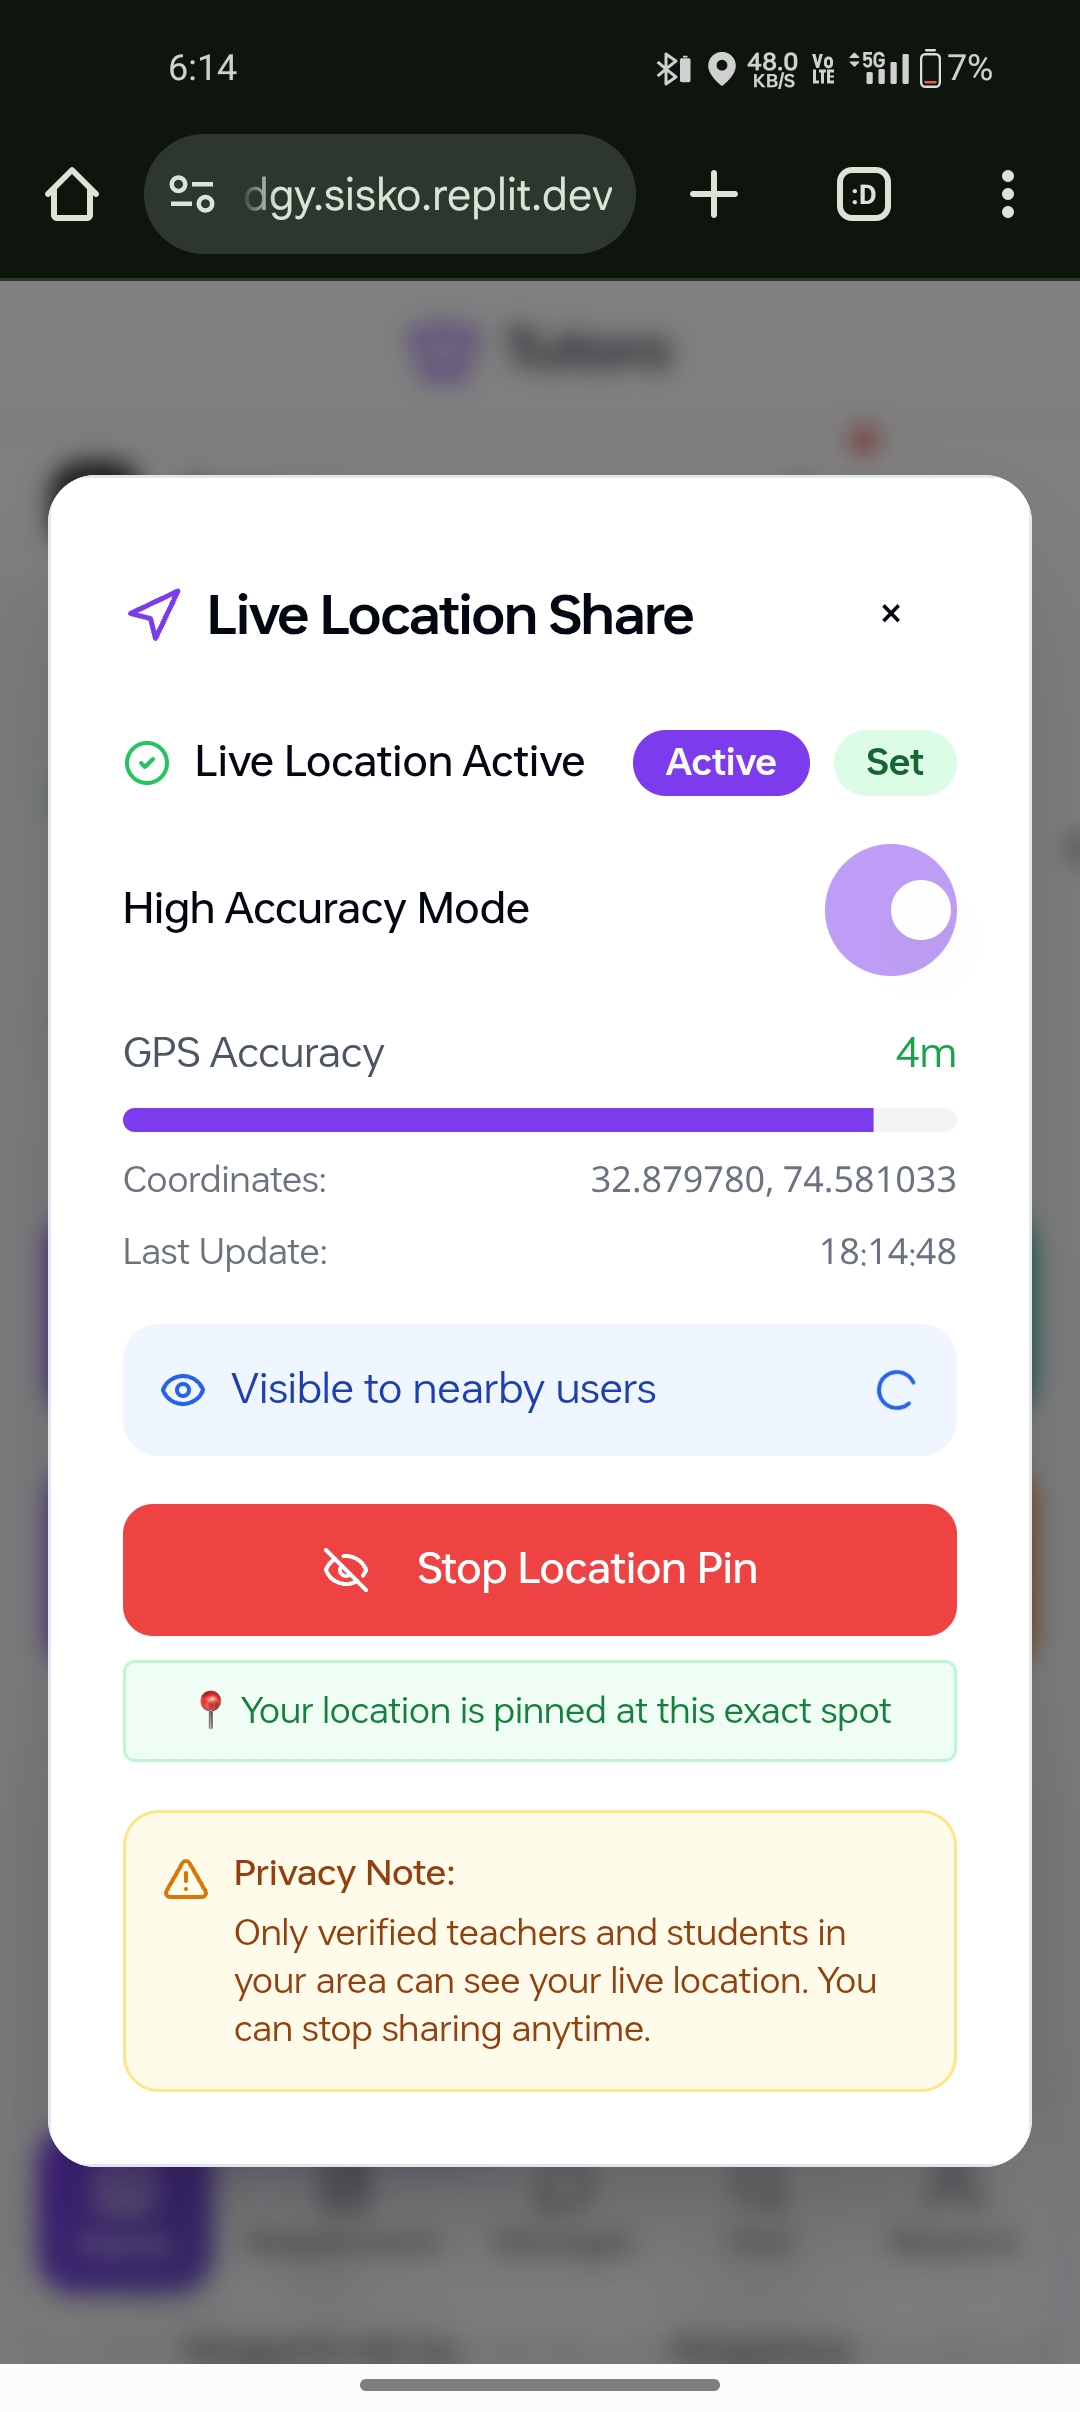 6:14
48.0
KB/S
Vo
LTE
5G
7%
dgy.sisko.replit.dev
:D
Tutors
Live Location Share
Live Location Active
Active
Set
High Accuracy Mode
GPS Accuracy
4m
Coordinates:
32.879780, 74.581033
Last Update:
18:14:48
Visible to nearby users
Stop Location Pin
Your location is pinned at this exact spot
Privacy Note:
Only verified teachers and students in
your area can see your live location. You
can stop sharing anytime.